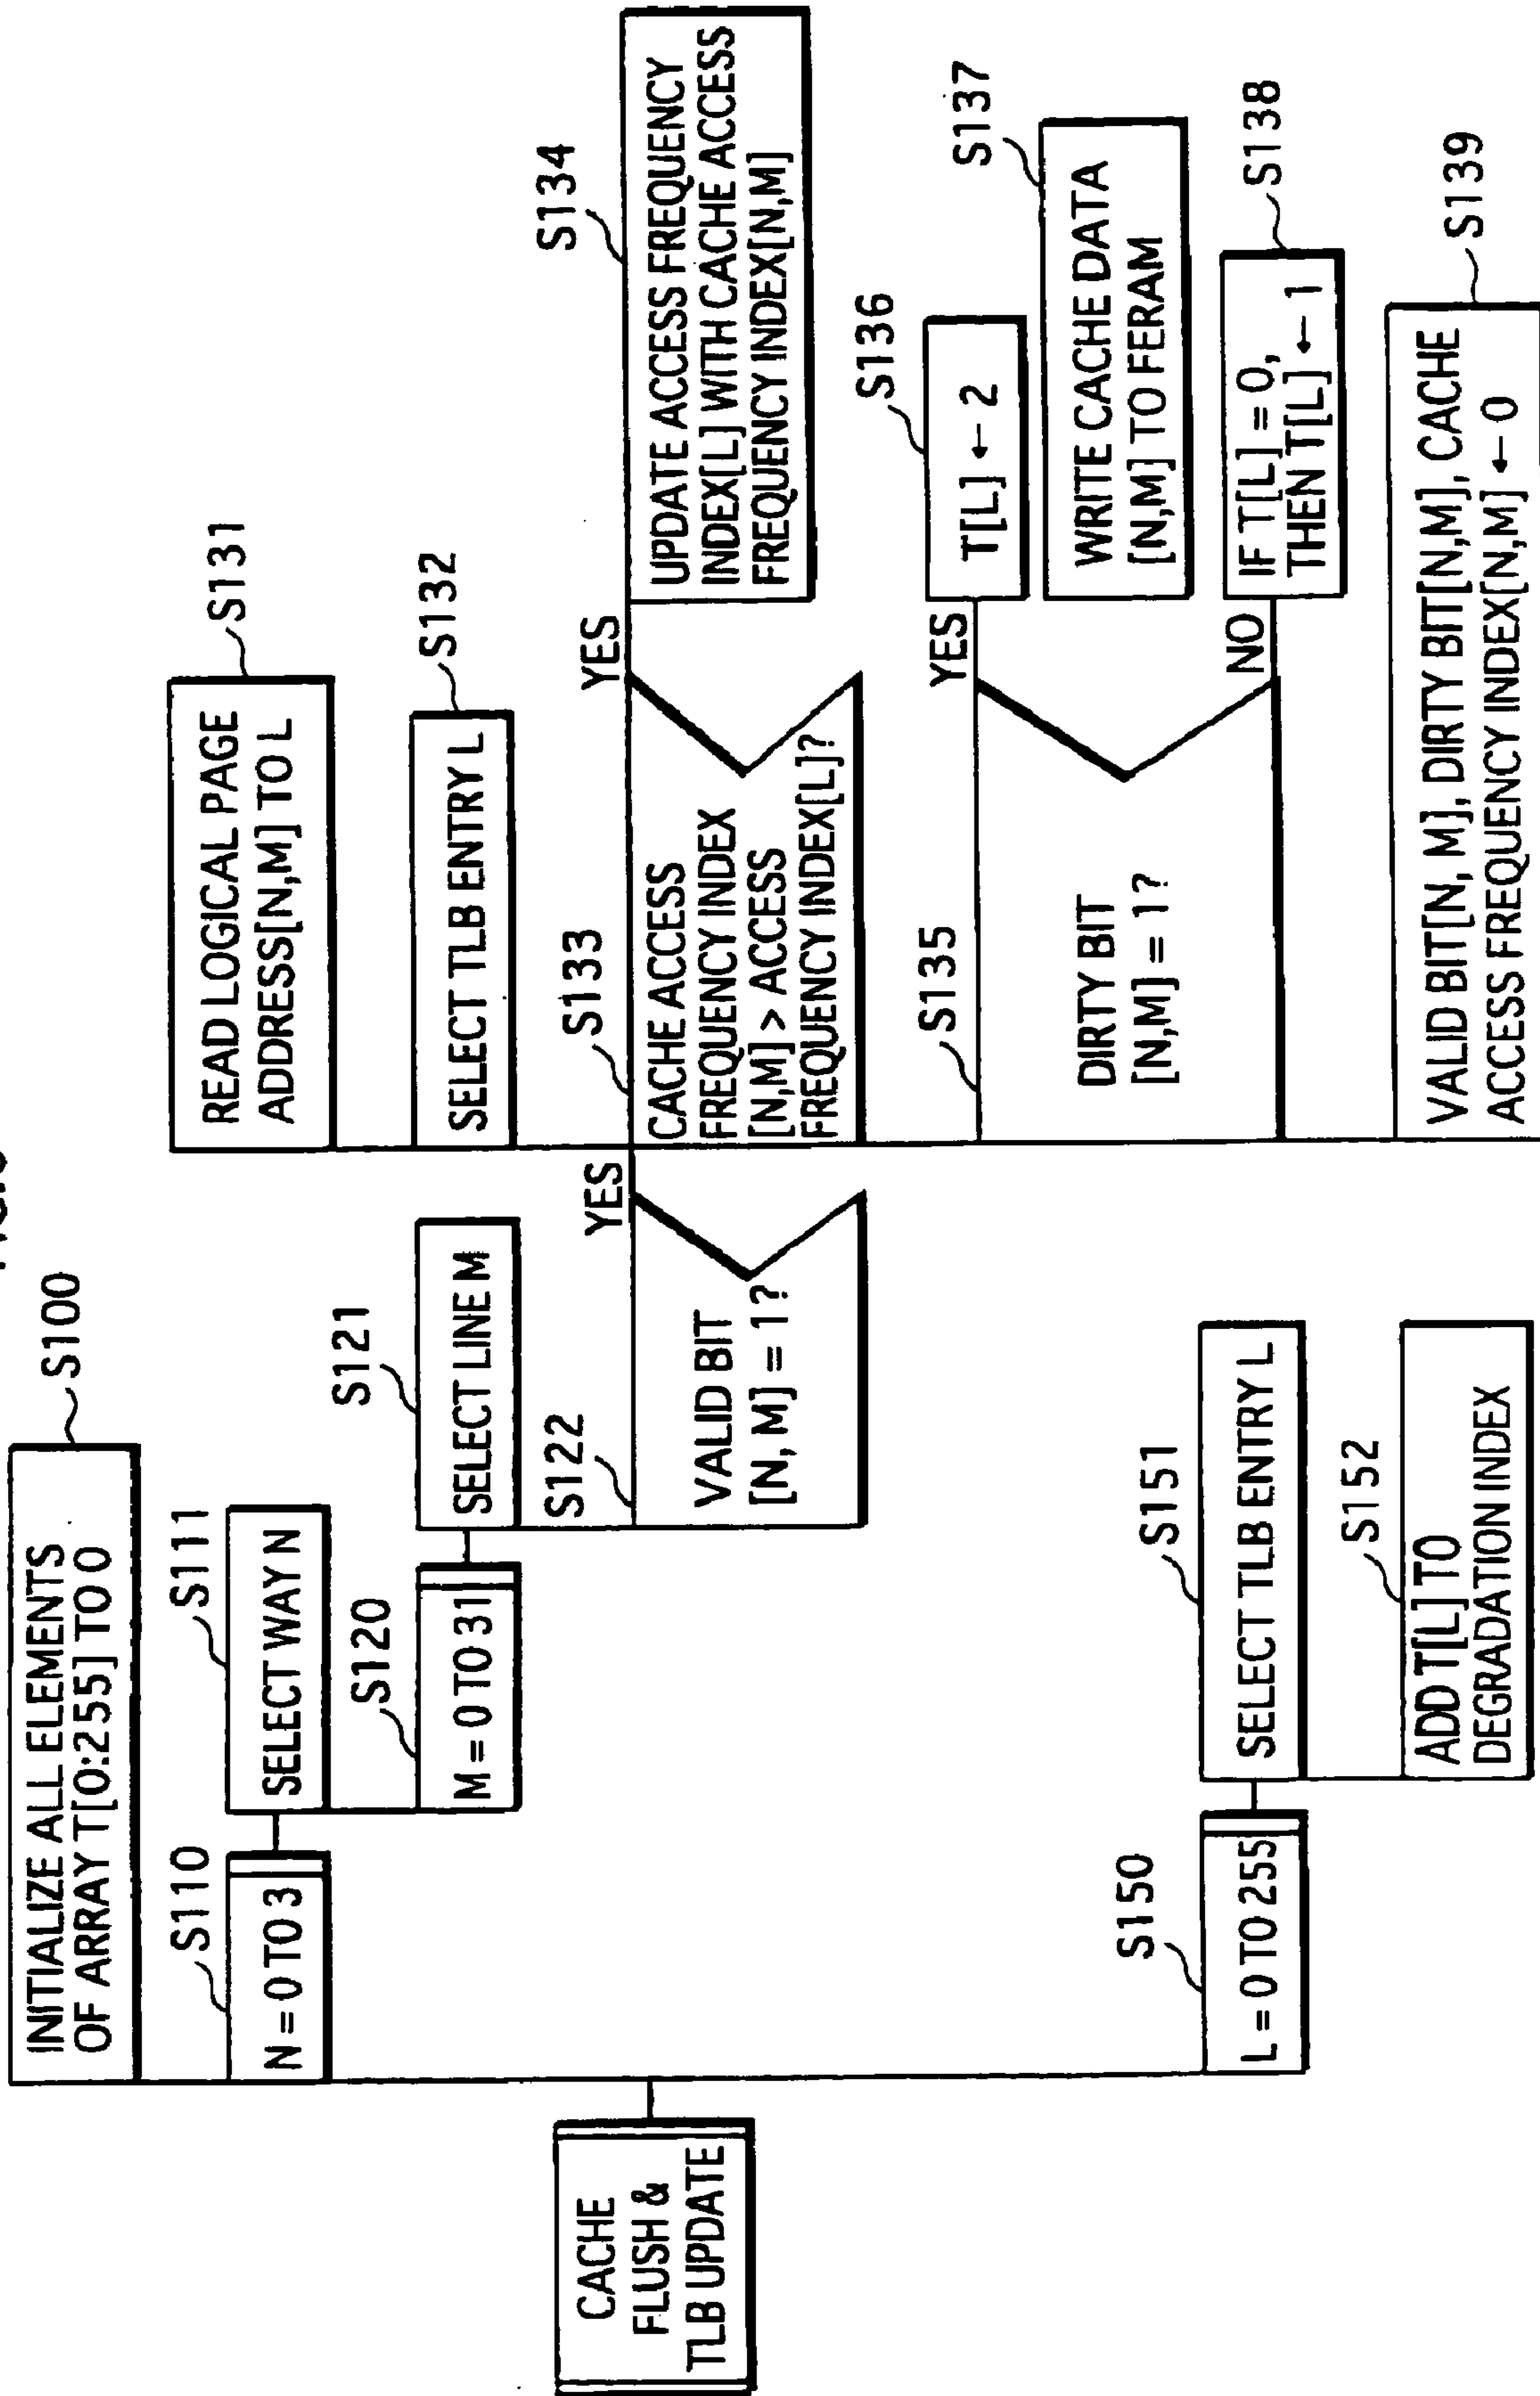 CACHE
FLUSH &
TLB UPDATE
S100
INITIALIZE ALL ELEMENTS
OF ARRAY T[0:255] TO 0
S110
N = 0 TO 3
S111
SELECT WAY N
S120
M = 0 TO 31
S121
SELECT LINE M
S122
VALID BIT
[N, M] = 1?
YES
S131
READ LOGICAL PAGE
ADDRESS[N,M] TO L
S132
SELECT TLB ENTRY L
S133
CACHE ACCESS
FREQUENCY INDEX
[N,M] > ACCESS
FREQUENCY INDEX[L]?
YES
S134
UPDATE ACCESS FREQUENCY
INDEX[L] WITH CACHE ACCESS
FREQUENCY INDEX[N,M]
S135
DIRTY BIT
[N,M] = 1?
YES
S136
T[L] ← 2
S137
WRITE CACHE DATA
[N,M] TO FERAM
NO
S138
IF T[L] = 0,
THEN T[L] ← 1
S139
VALID BIT[N, M], DIRTY BIT[N,M], CACHE
ACCESS FREQUENCY INDEX[N,M] ← 0
S150
L = 0 TO 255
S151
SELECT TLB ENTRY L
S152
ADD T[L] TO
DEGRADATION INDEX